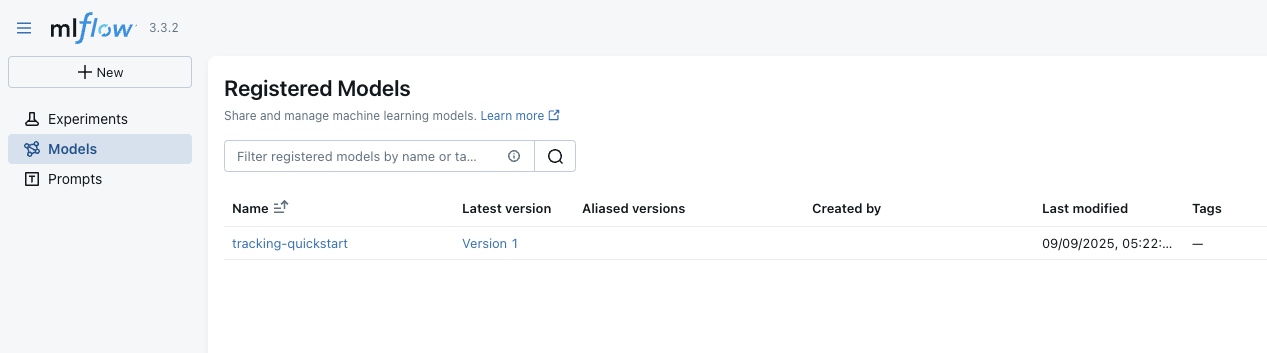 mlflow 3.3.2
New
Experiments
Models
Prompts
Registered Models
Share and manage machine learning models. Learn more
Filter registered models by name or ta...
Name Latest version Aliased versions Created by Last modified Tags
tracking-quickstart Version 1 09/09/2025, 05:22:... —